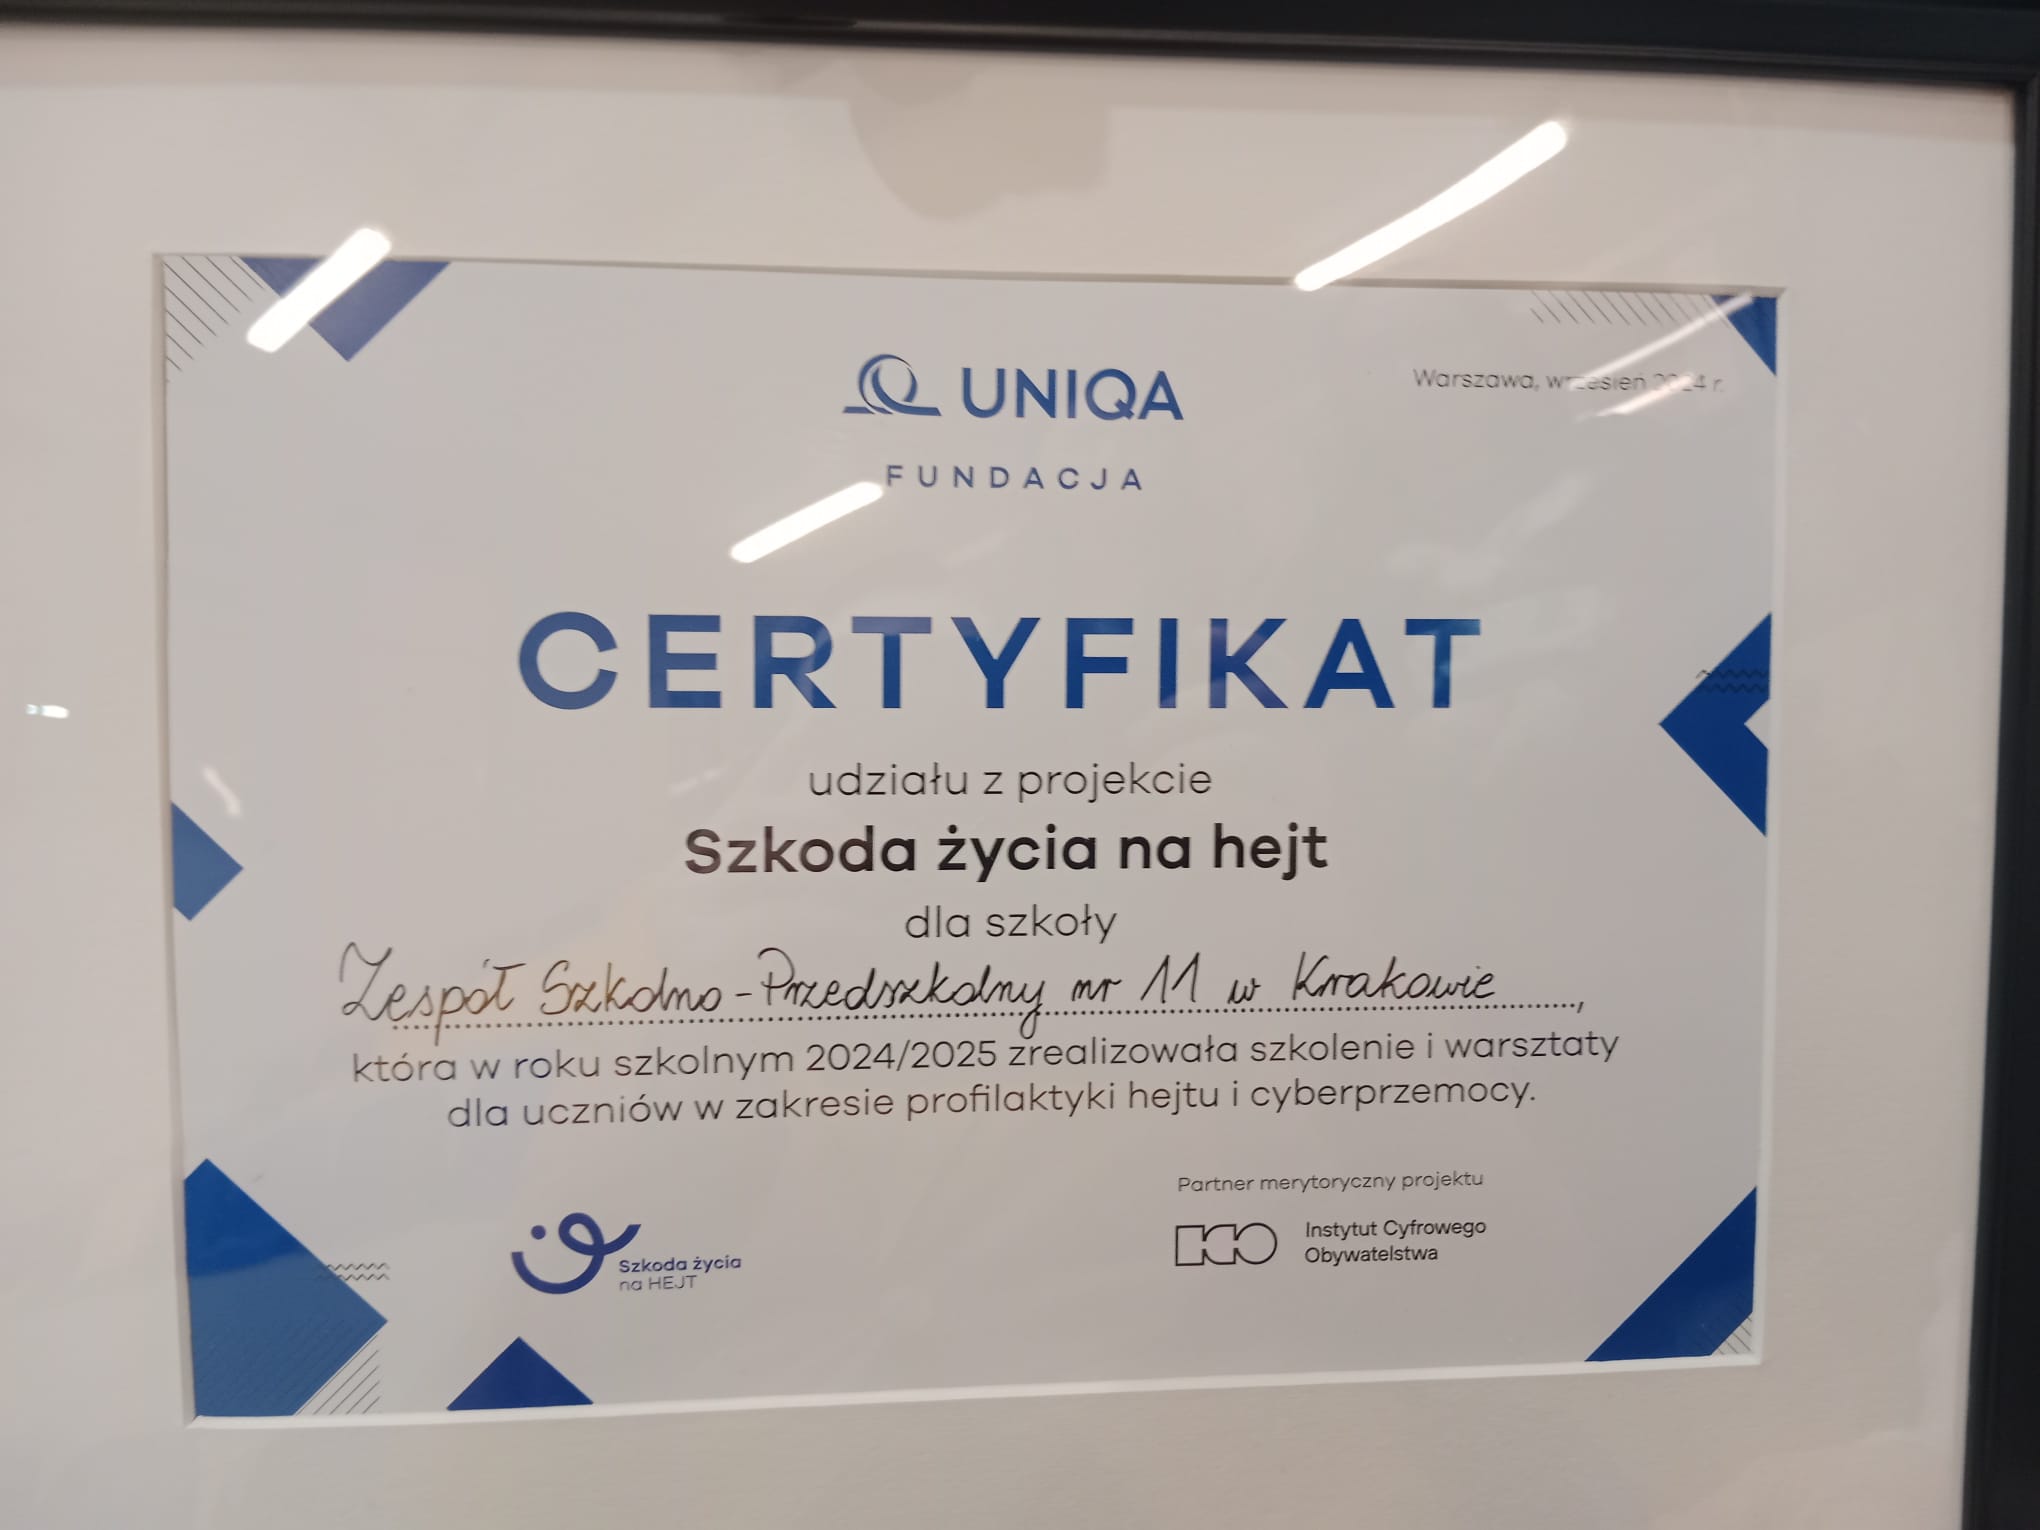 UNIQA
Warszawa, wrzesień 2024 r.
FUNDACJA
CERTYFIKAT
udziału z projekcie
Szkoda życia na hejt
dla szkoły
Zespół Szkolno-Przedszkolny nr 11 w Krakowie,
która w roku szkolnym 2024/2025 zrealizowała szkolenie i warsztaty
dla uczniów w zakresie profilaktyki hejtu i cyberprzemocy.
Szkoda życia
na HEJT
Partner merytoryczny projektu
Instytut Cyfrowego
Obywatelstwa